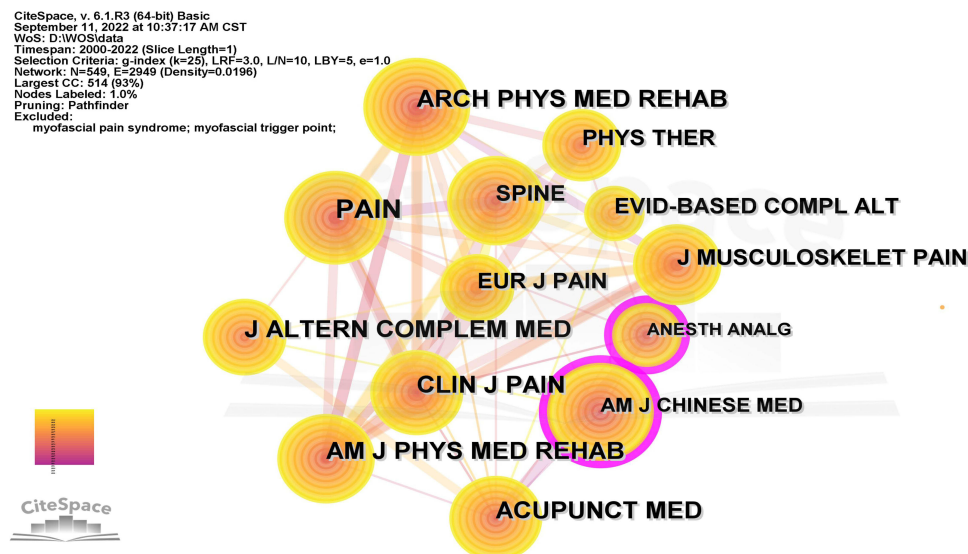 CiteSpace, v. 6.1.R3 (64-bit) Basic
September 11, 2022 at 10:37:17 AM CST
WoS: D:\WOS\data
Timespan: 2000-2022 (Slice Length=1)
Selection Criteria: g-index (k=25), LRF=3.0, L/N=10, LBY=5, e=1.0
Network: N=549, E=2949 (Density=0.0196)
Largest CC: 514 (93%)
Nodes Labeled: 1.0%
Pruning: Pathfinder
Excluded:
myofascial pain syndrome; myofascial trigger point;
ARCH PHYS MED REHAB
PHYS THER
SPINE
PAIN
EVID-BASED COMPL ALT
J MUSCULOSKELET PAIN
EUR J PAIN
J ALTERN COMPLEM MED
ANESTH ANALG
CLIN J PAIN
AM J CHINESE MED
AM J PHYS MED REHAB
ACUPUNCT MED
CiteSpace